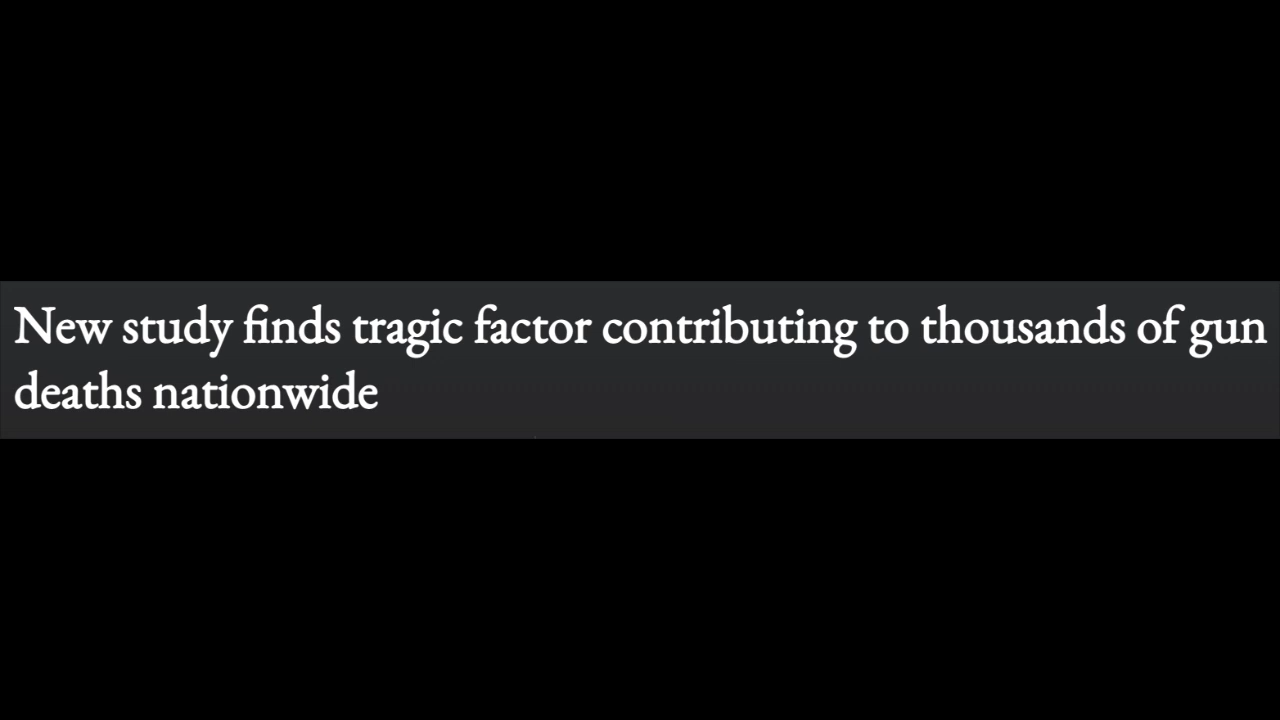 New study finds tragic factor contributing to thousands of gun
deaths nationwide